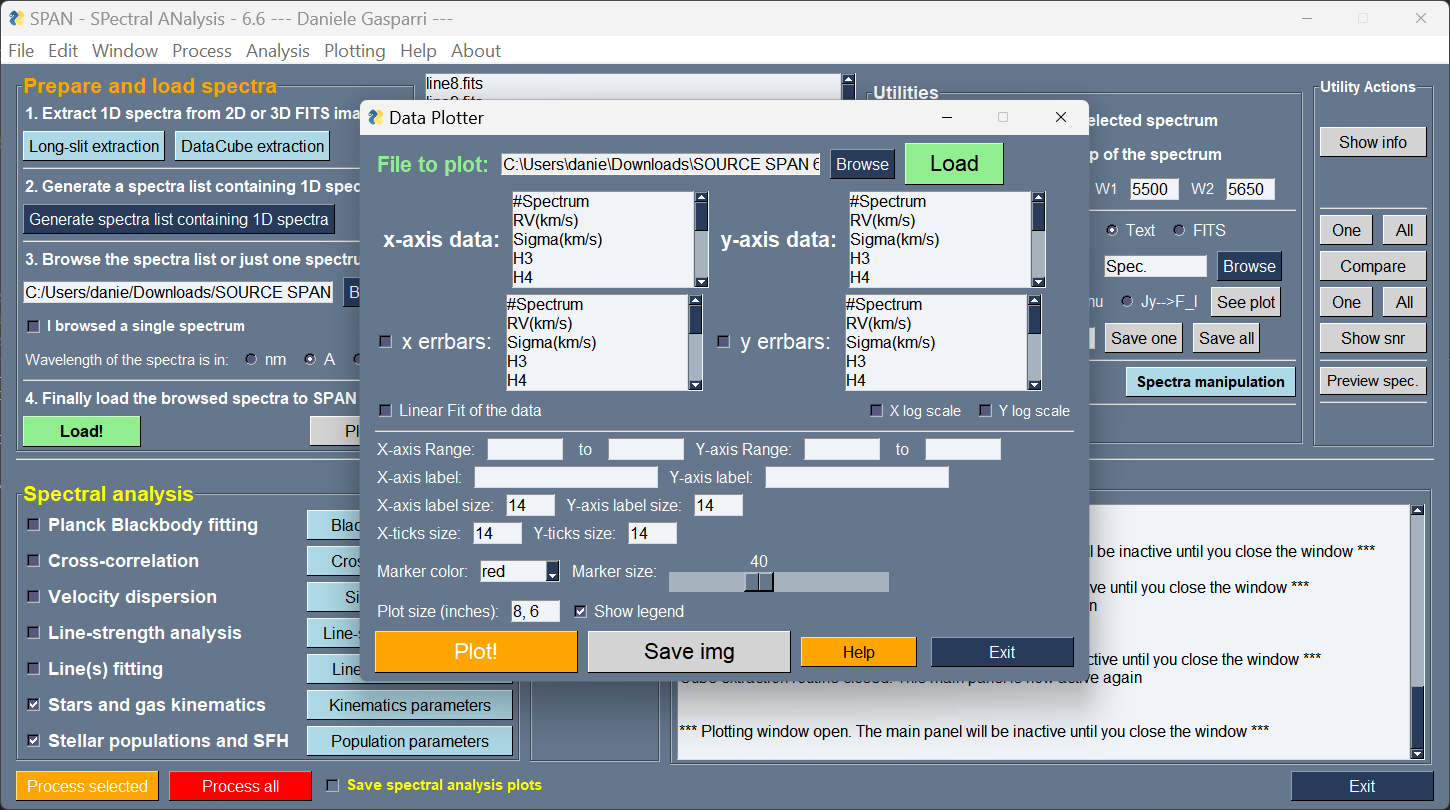 SPAN - SPectral ANalysis - 6.6 --- Daniele Gasparri ---
File Edit Window Process Analysis Plotting Help About
Prepare and load spectra
1. Extract 1D spectra from 2D or 3D FITS ima
Long-slit extraction DataCube extraction
2. Generate a spectra list containing 1D spec
Generate spectra list containing 1D spectra
3. Browse the spectra list or just one spectru
C:/Users/danie/Downloads/SOURCE SPAN B
I browsed a single spectrum
Wavelength of the spectra is in: nm A
4. Finally load the browsed spectra to SPAN
Load! Pl
line8.fits
Data Plotter
File to plot: C:\Users\danie\Downloads\SOURCE SPAN 6 Browse Load
x-axis data:
#Spectrum
RV(km/s)
Sigma(km/s)
H3
H4
y-axis data:
#Spectrum
RV(km/s)
Sigma(km/s)
H3
H4
x errbars:
#Spectrum
RV(km/s)
Sigma(km/s)
H3
H4
y errbars:
#Spectrum
RV(km/s)
Sigma(km/s)
H3
H4
Linear Fit of the data X log scale Y log scale
X-axis Range: to Y-axis Range: to
X-axis label: Y-axis label:
X-axis label size: 14 Y-axis label size: 14
X-ticks size: 14 Y-ticks size: 14
Marker color: red Marker size: 40
Plot size (inches): 8, 6 Show legend
Plot! Save img Help Exit
Utilities
elected spectrum
p of the spectrum
W1 5500 W2 5650
Text FITS
Spec. Browse
nu Jy-->F_l See plot
Save one Save all
Spectra manipulation
Utility Actions
Show info
One All
Compare
One All
Show snr
Preview spec.
Spectral analysis
Planck Blackbody fitting Blac
Cross-correlation Cros
Velocity dispersion Si
Line-strength analysis Line-s
Line(s) fitting Line
Stars and gas kinematics Kinematics parameters
Stellar populations and SFH Population parameters
l be inactive until you close the window ***
ve until you close the window ***
n
ctive until you close the window ***
Cube extraction routine closed. This main panel is now active again
*** Plotting window open. The main panel will be inactive until you close the window ***
Process selected Process all Save spectral analysis plots Exit